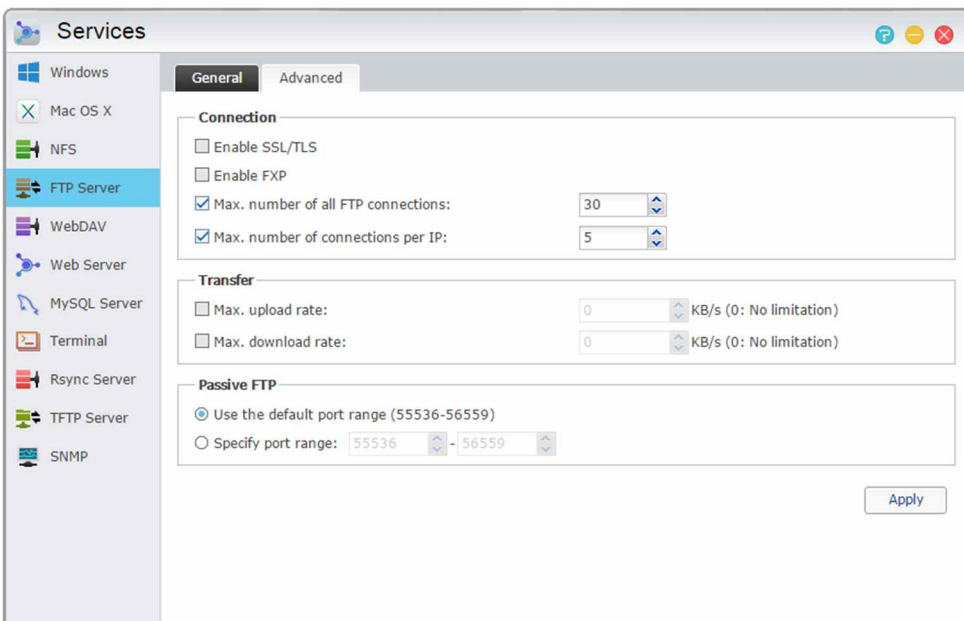 Services
Windows
Mac OS X
NFS
FTP Server
WebDAV
Web Server
MySQL Server
Terminal
Rsync Server
TFTP Server
SNMP
General Advanced
Connection
Enable SSL/TLS
Enable FXP
Max. number of all FTP connections: 30
Max. number of connections per IP: 5
Transfer
Max. upload rate: 0 KB/s (0: No limitation)
Max. download rate: 0 KB/s (0: No limitation)
Passive FTP
Use the default port range (55536-56559)
Specify port range: 55536 - 56559
Apply